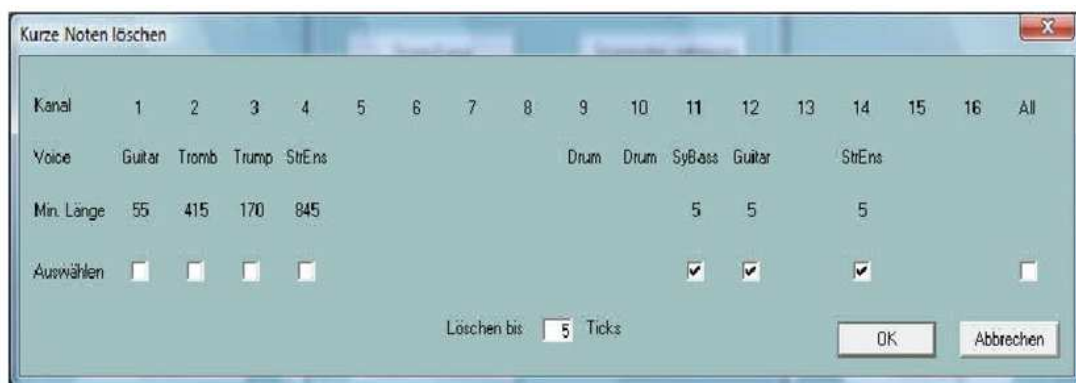 Kurze Noten löschen
Kanal 1 2 3 4 5 6 7 8 9 10 11 12 13 14 15 16 All
Voice Guitar Tromb Trump StrEns Drum Drum SyBass Guitar StrEns
Min. Länge 55 415 170 845 5 5 5
Auswählen
Löschen bis 5 Ticks
OK Abbrechen